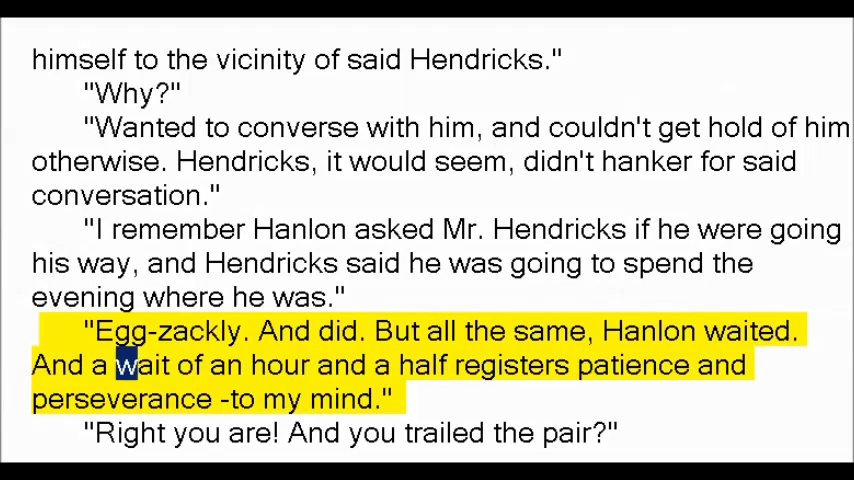 himself to the vicinity of said Hendricks."
"Why?"
"Wanted to converse with him, and couldn't get hold of him
otherwise. Hendricks, it would seem, didn't hanker for said
conversation."
"I remember Hanlon asked Mr. Hendricks if he were going
his way, and Hendricks said he was going to spend the
evening where he was."
"Egg-zackly. And did. But all the same, Hanlon waited.
And a wait of an hour and a half registers patience and
perseverance -to my mind."
"Right you are! And you trailed the pair?"